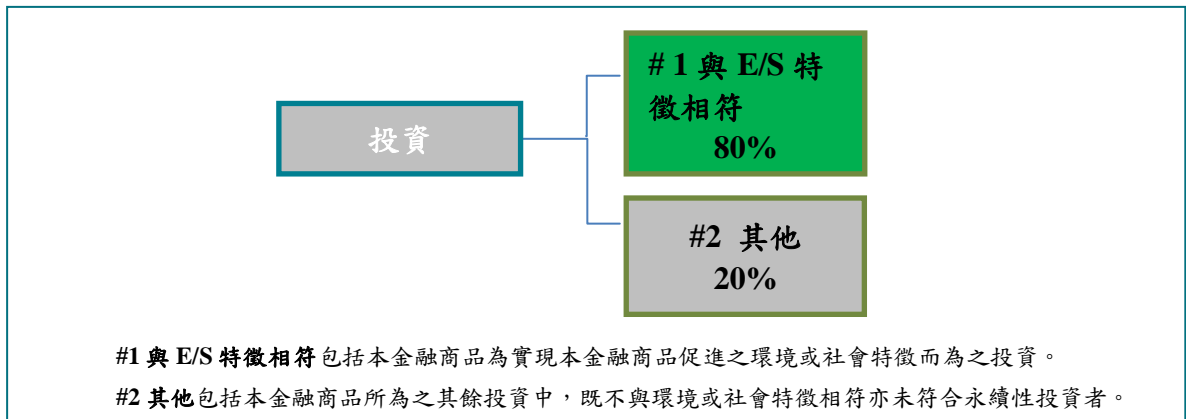 投資
# 1 與 E/S 特
徵相符
80%
#2 其他
20%
#1 與 E/S 特徵相符包括本金融商品為實現本金融商品促進之環境或社會特徵而為之投資。
#2 其他包括本金融商品所為之其餘投資中，既不與環境或社會特徵相符亦未符合永續性投資者。